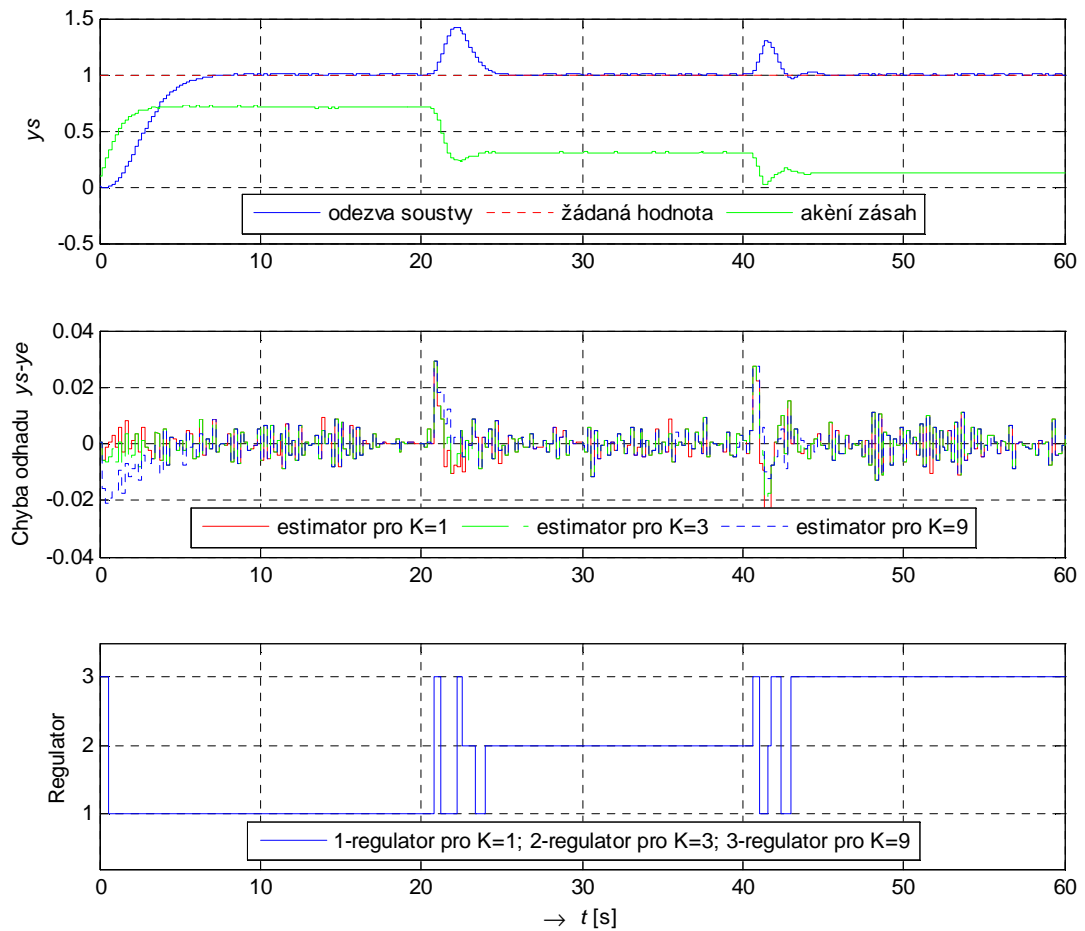 1.5
1
0.5
0
-0.5
ys
odezva soustvy žádaná hodnota akèní zásah
0 10 20 30 40 50 60
0.04
0.02
0
-0.02
-0.04
Chyba odhadu ys-ye
estimator pro K=1 estimator pro K=3 estimator pro K=9
0 10 20 30 40 50 60
3
2
1
Regulator
1-regulator pro K=1; 2-regulator pro K=3; 3-regulator pro K=9
0 10 20 30 40 50 60
→ t [s]